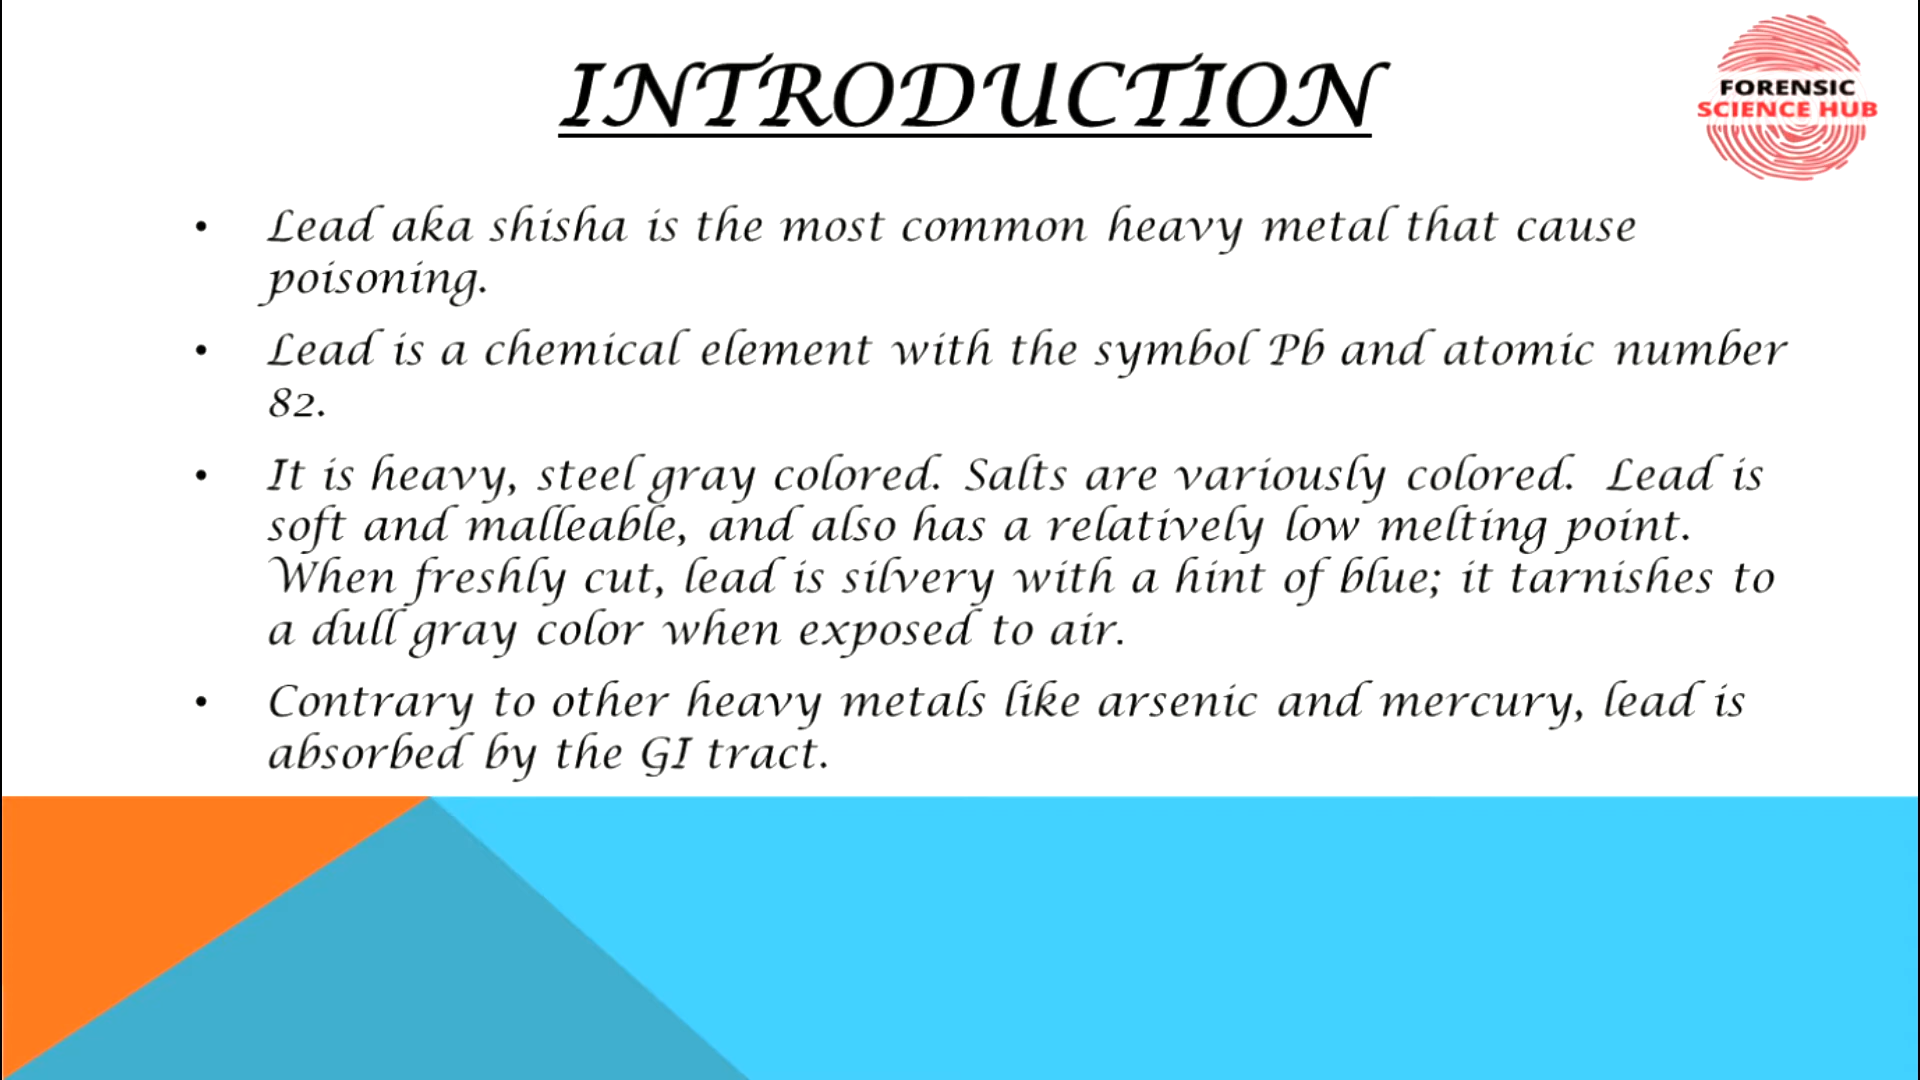 INTRODUCTION
FORENSIC
SCIENCE HUB
• Lead aka shisha is the most common heavy metal that cause
poisoning.
• Lead is a chemical element with the symbol Pb and atomic number
82.
• It is heavy, steel gray colored. Salts are variously colored. Lead is
soft and malleable, and also has a relatively low melting point.
When freshly cut, lead is silvery with a hint of blue; it tarnishes to
a dull gray color when exposed to air.
• Contrary to other heavy metals like arsenic and mercury, lead is
absorbed by the GI tract.